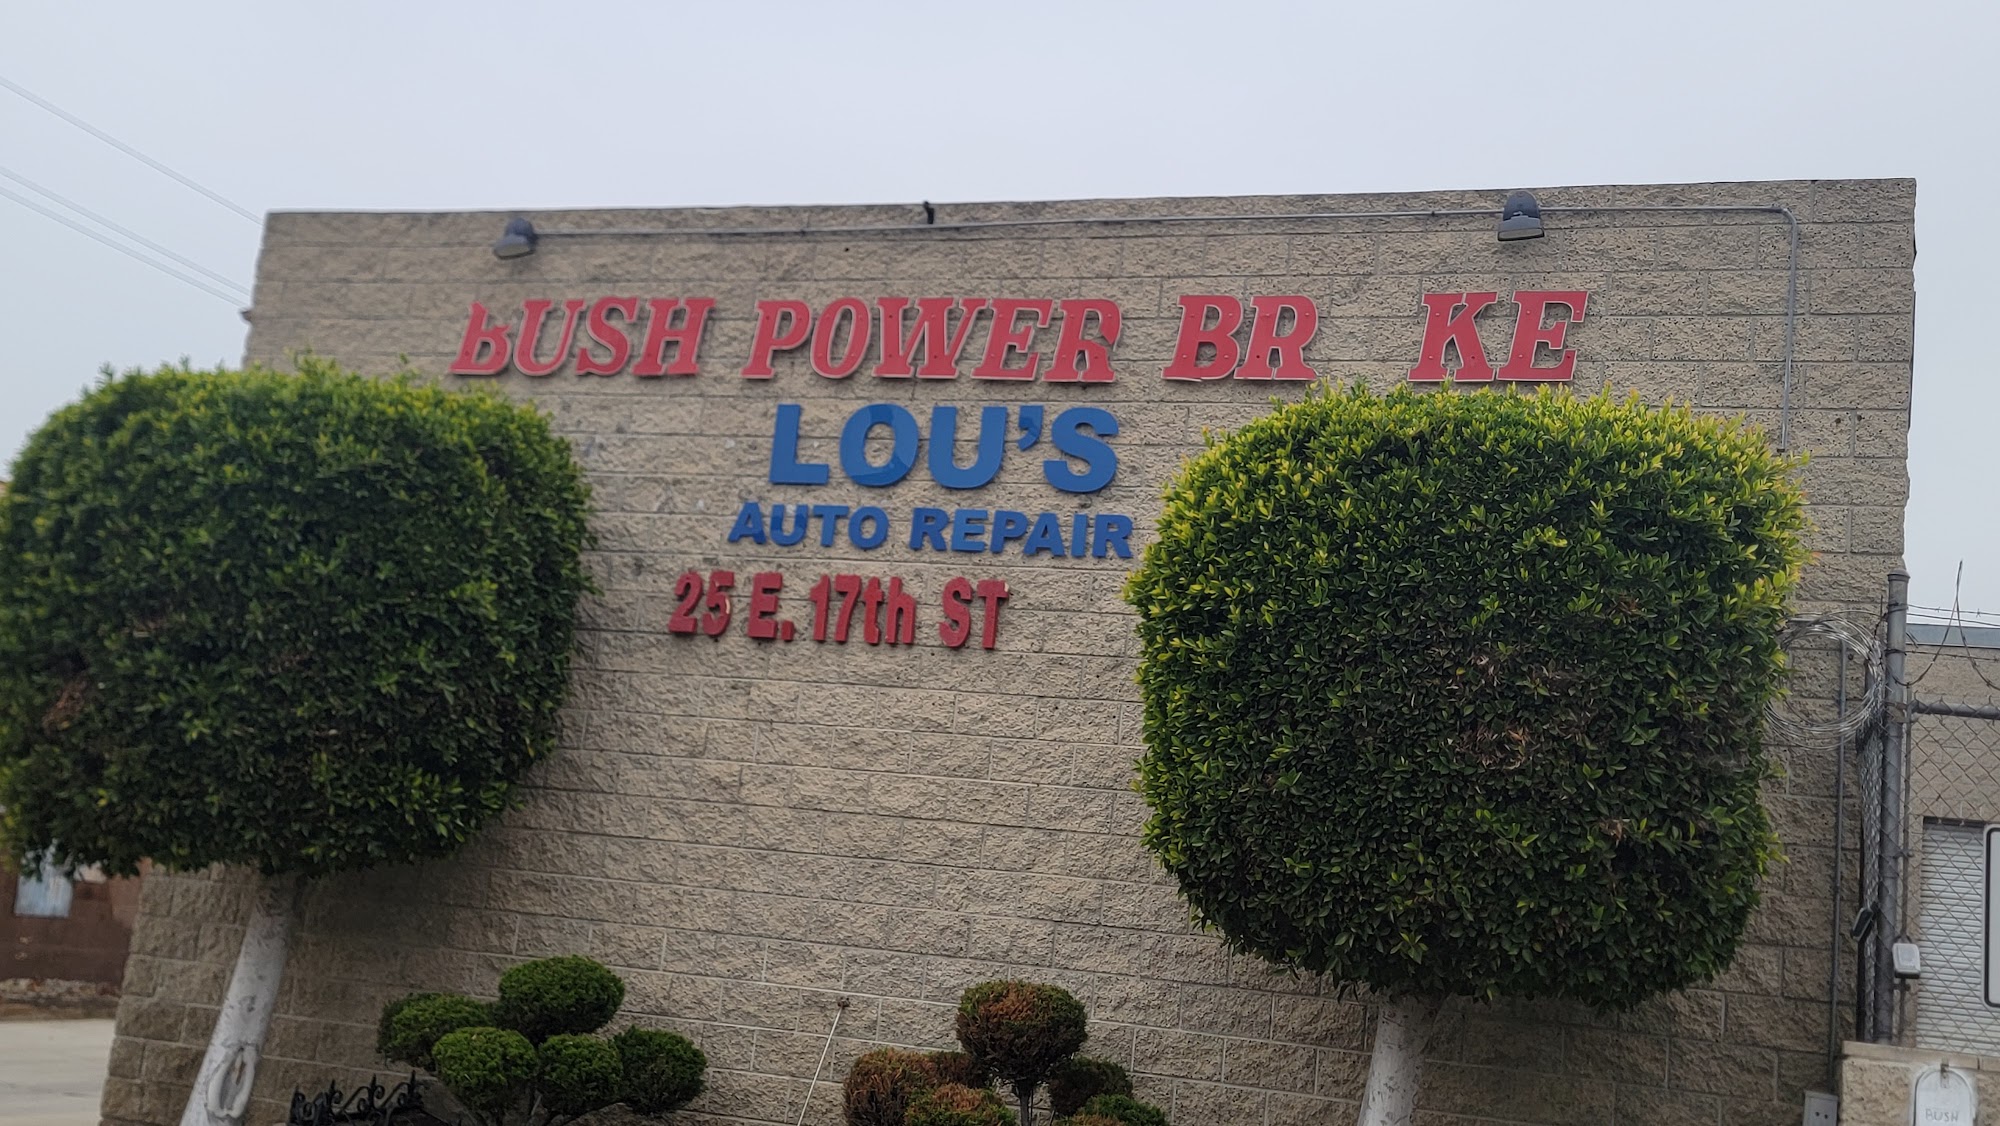 BUSH POWER BR KE
LOU'S
AUTO REPAIR
25 E. 17th ST
BUSH